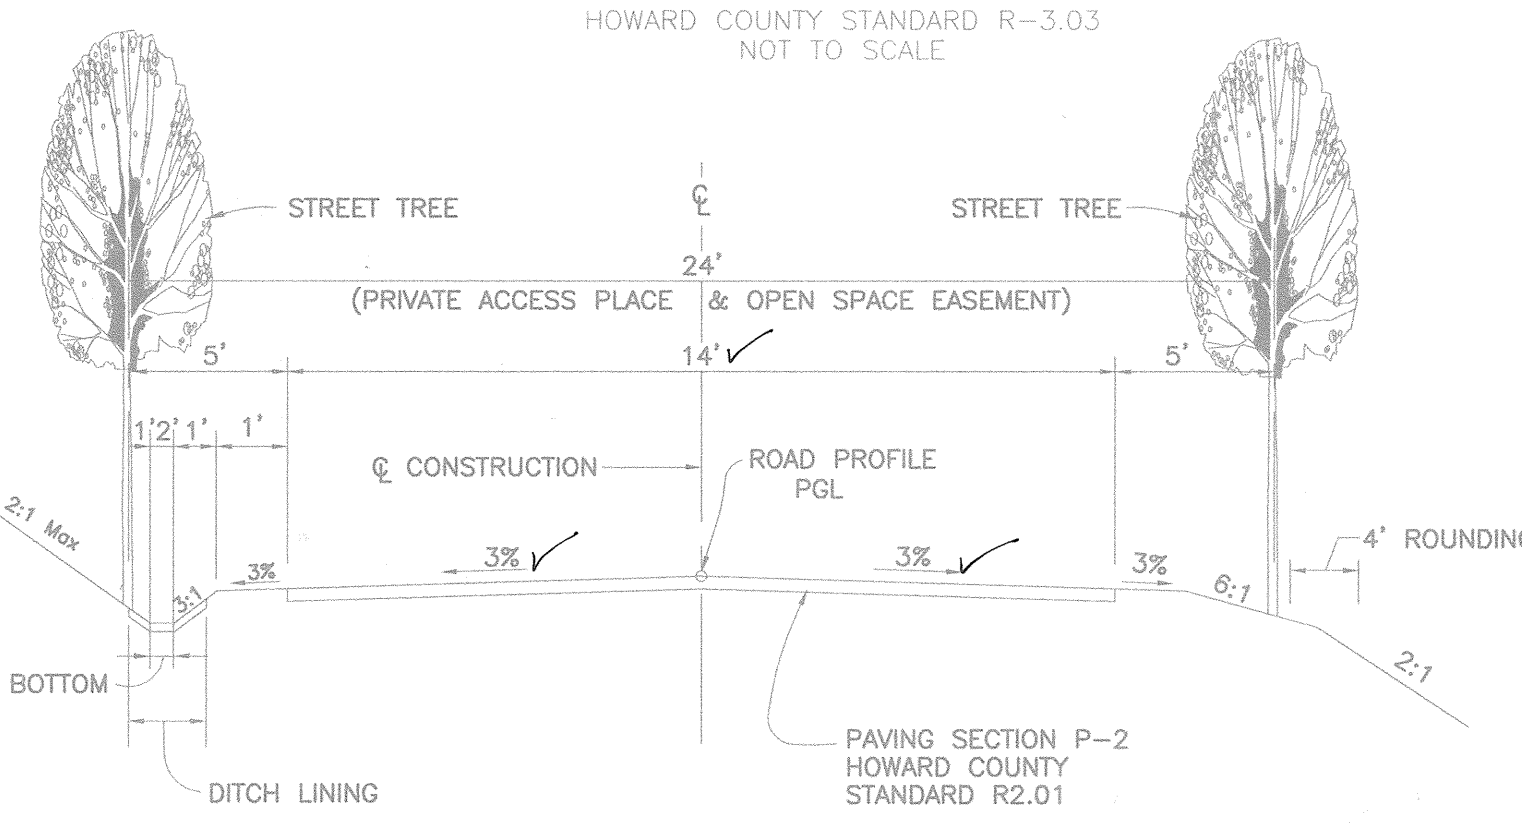 HOWARD COUNTY STANDARD R-3.03
NOT TO SCALE
STREET TREE
℄
STREET TREE
24'
(PRIVATE ACCESS PLACE & OPEN SPACE EASEMENT)
5'
14'
5'
1' 2' 1' 1'
℄ CONSTRUCTION
ROAD PROFILE
PGL
2:1 Max
4' ROUNDING
3%
3%
3%
3%
3:1
6:1
2:1
BOTTOM
PAVING SECTION P-2
HOWARD COUNTY
STANDARD R2.01
DITCH LINING